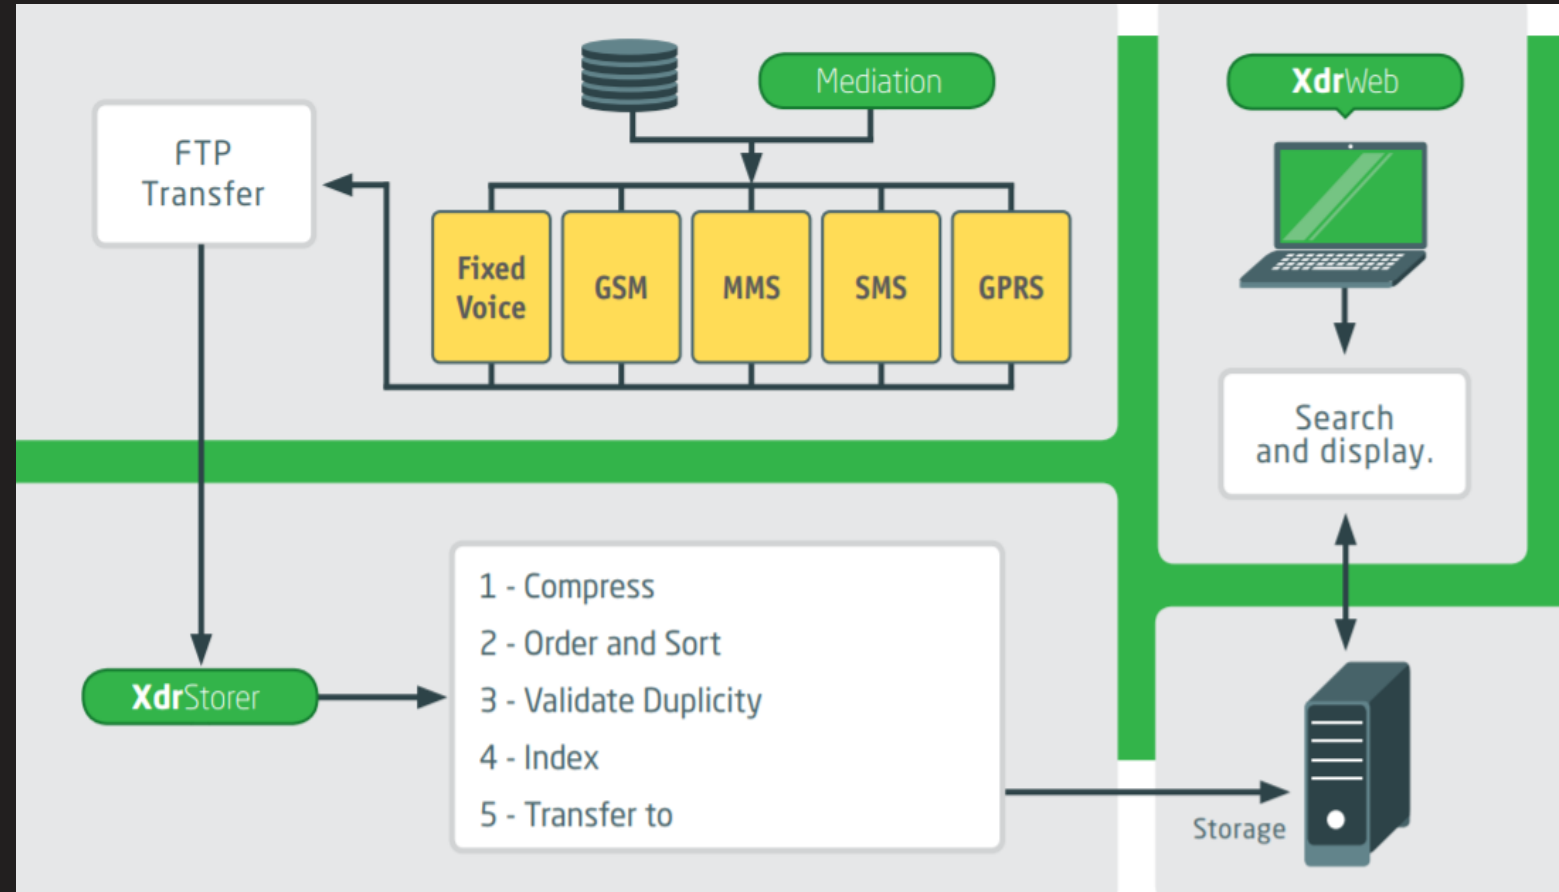 Mediation
XdrWeb
FTP
Transfer
Fixed
Voice
GSM
MMS
SMS
GPRS
Search
and display.
XdrStorer
1 - Compress
2 - Order and Sort
3 - Validate Duplicity
4 - Index
5 - Transfer to
Storage